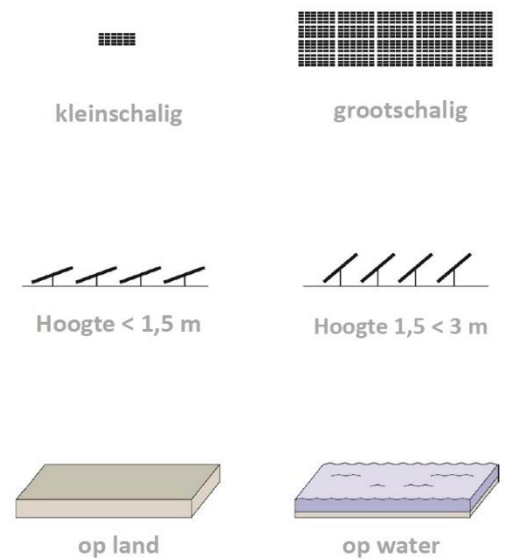 kleinschalig
grootschalig
Hoogte < 1,5 m
Hoogte 1,5 < 3 m
op land
op water